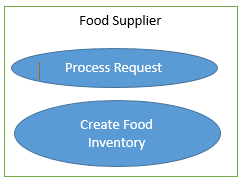 Food Supplier
Process Request
Create Food
Inventory